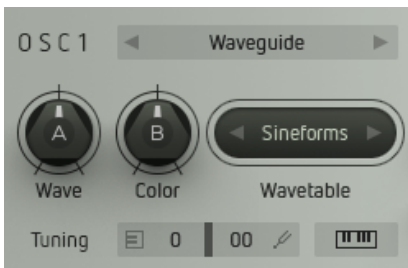 OSC1 Waveguide
A B Sineforms
Wave Color Wavetable
Tuning 0 00